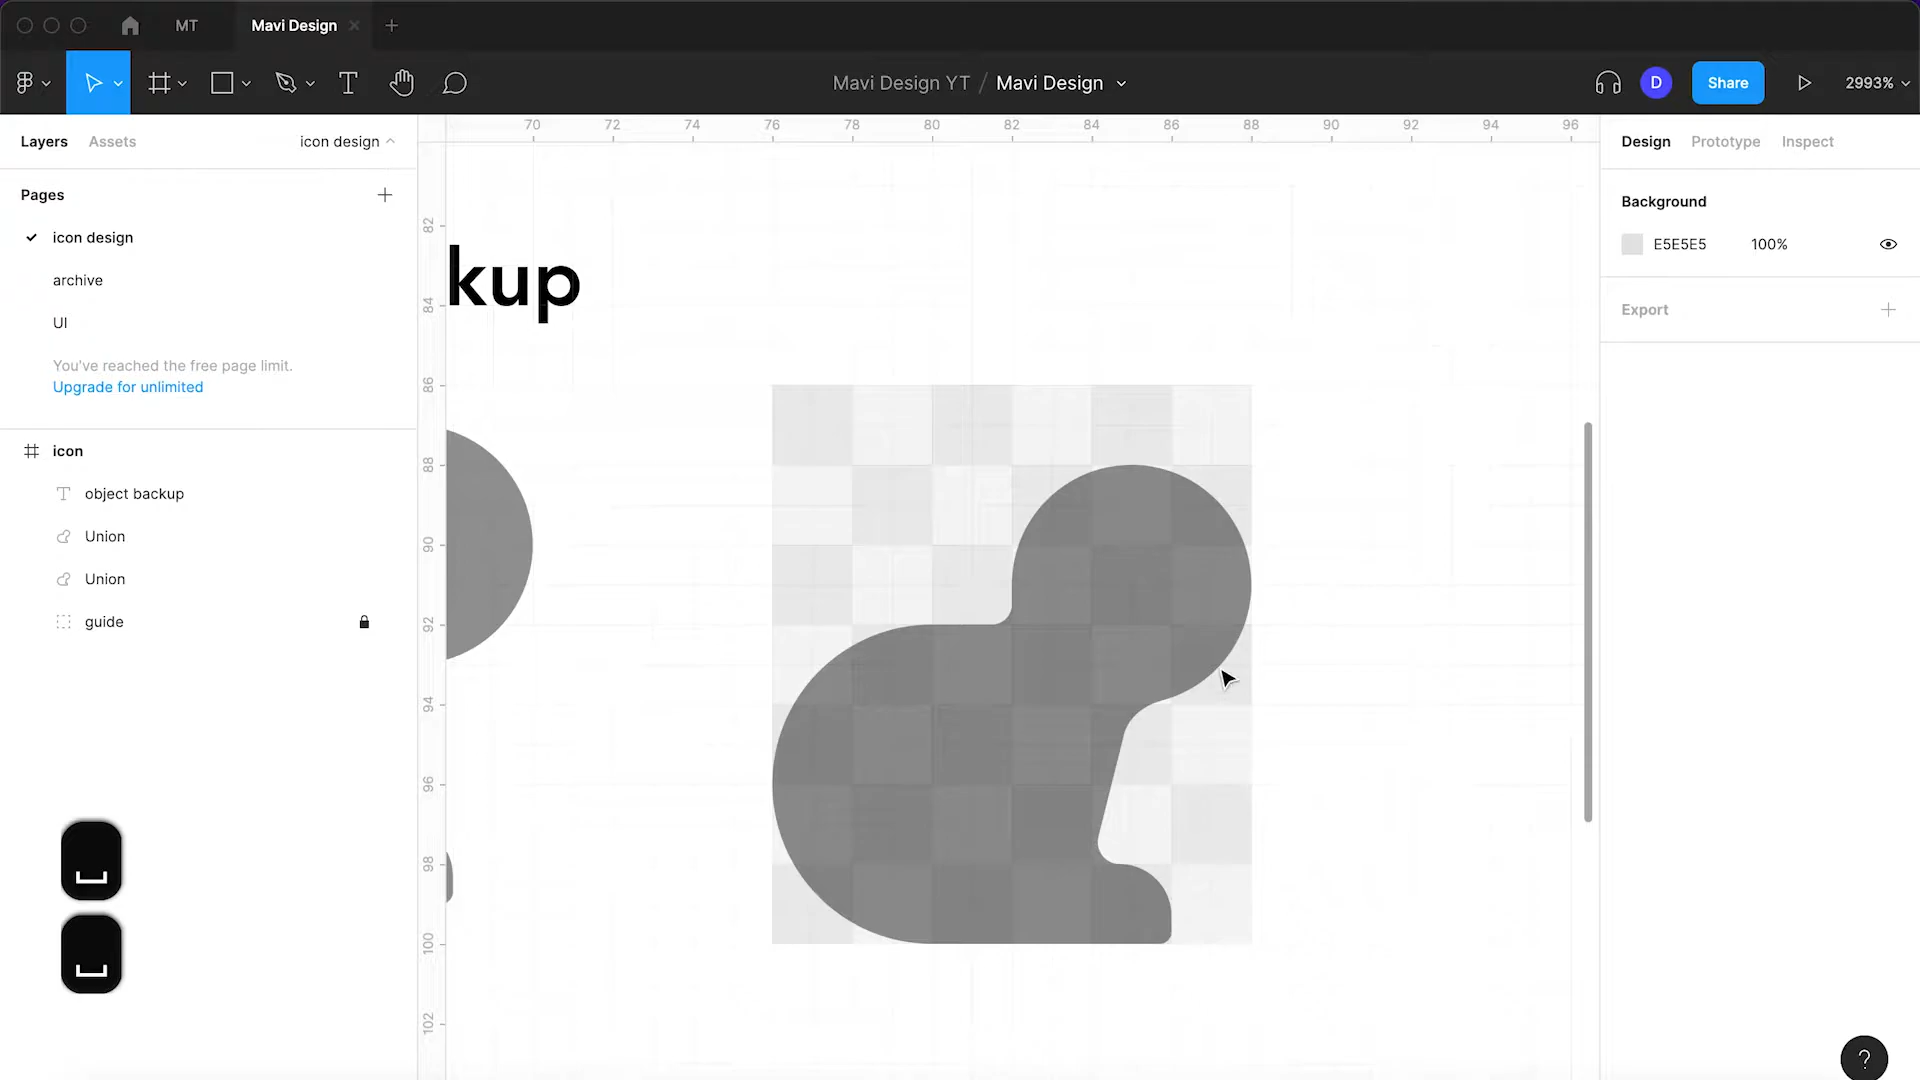 MT
Mavi Design
Mavi Design YT / Mavi Design
D
Share
2993%
Layers
Assets
icon design
70 72 74 76 78 80 82 84 86 88 90 92 94 96
Design
Prototype
Inspect
Pages
icon design
archive
UI
You've reached the free page limit.
Upgrade for unlimited
icon
object backup
Union
Union
guide
82
84
86
88
90
92
94
96
98
100
102
kup
Background
E5E5E5
100%
Export
?